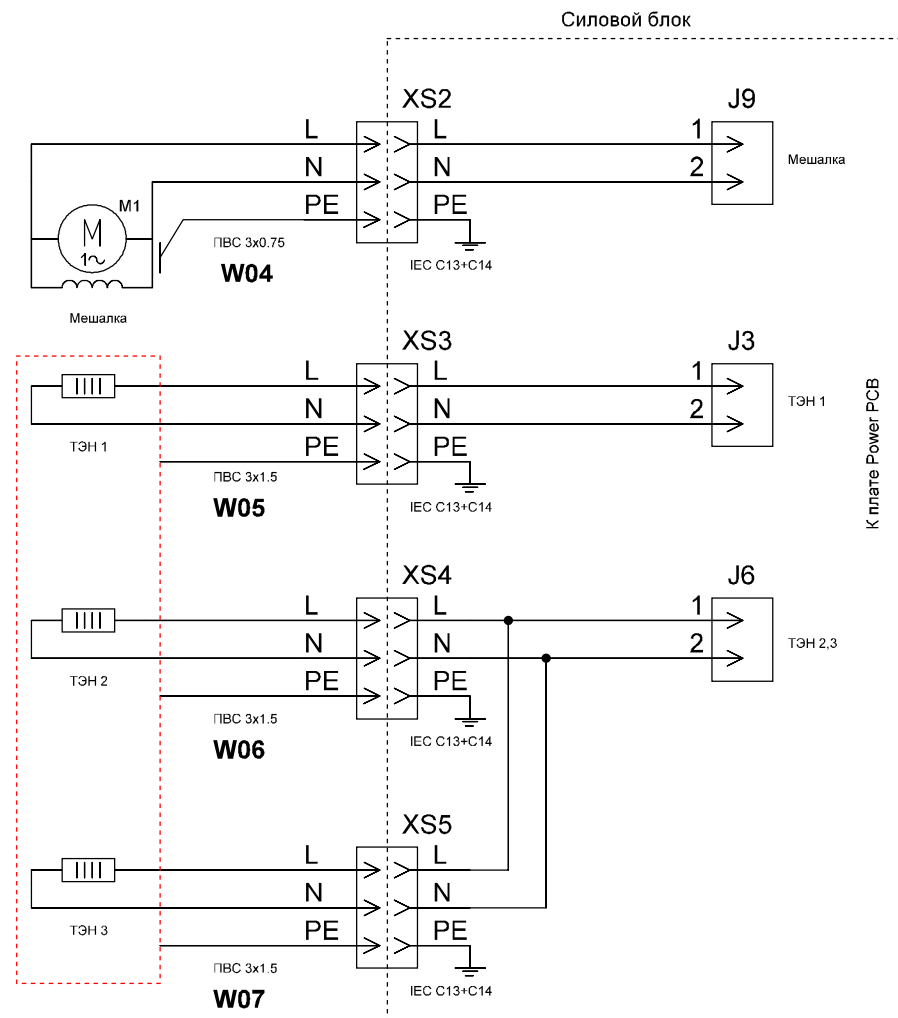 Силовой блок
XS2
J9
L
L
1
N
N
2
Мешалка
M1
PE
PE
M
1~
ПВС 3х0.75
W04
IEC C13+C14
Мешалка
XS3
J3
L
L
1
N
N
2
ТЭН 1
ТЭН 1
PE
PE
ПВС 3х1.5
W05
IEC C13+C14
К плате Power PCB
XS4
J6
L
L
1
N
N
2
ТЭН 2,3
ТЭН 2
PE
PE
ПВС 3х1.5
W06
IEC C13+C14
XS5
L
L
N
N
ТЭН 3
PE
PE
ПВС 3х1.5
W07
IEC C13+C14